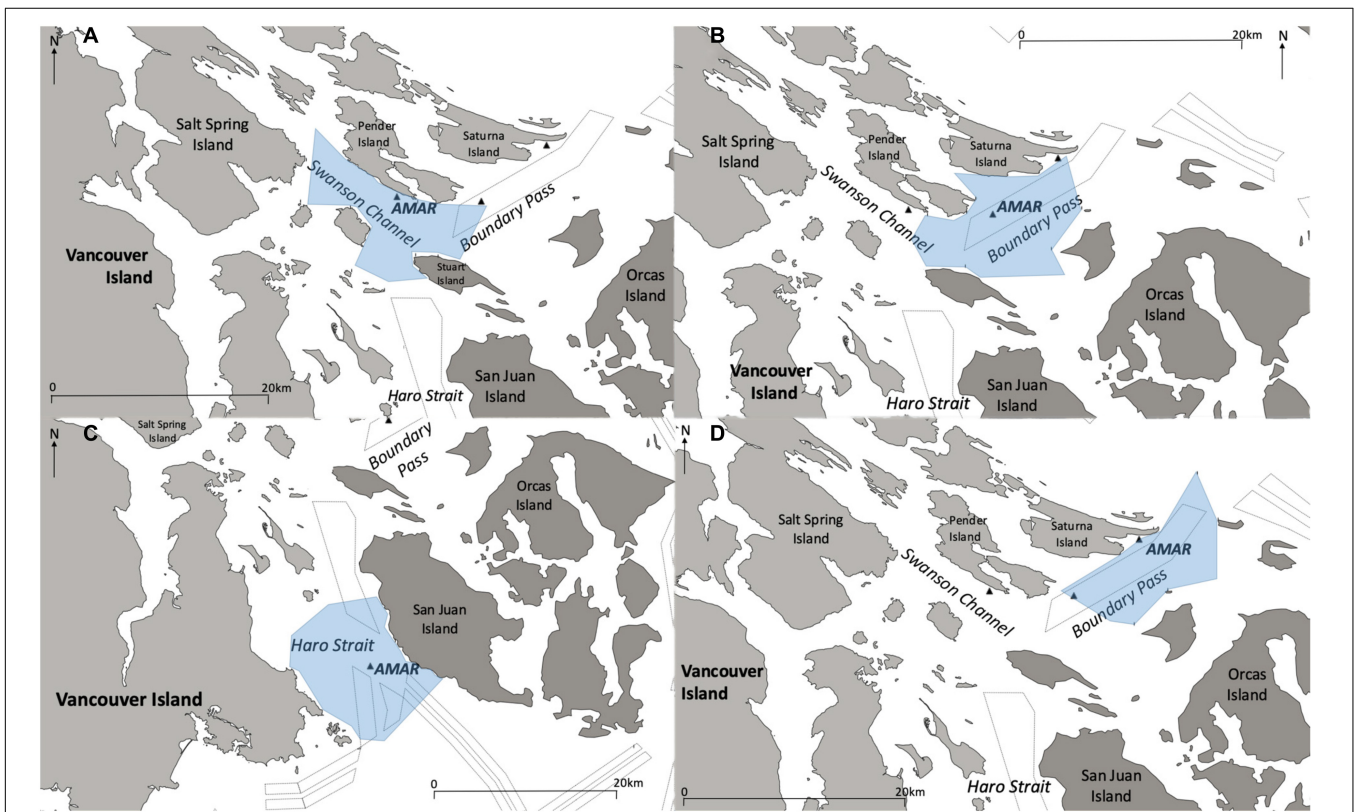 A
N
Salt Spring
Island
Pender
Island
Saturna
Island
Swanson Channel
AMAR
Boundary Pass
Vancouver
Island
Stuart
Island
Orcas
Island
San Juan
Island
Haro Strait
0
20km
B
0
20km
N
Salt Spring
Island
Pender
Island
Saturna
Island
Swanson Channel
AMAR
Boundary Pass
Orcas
Island
Vancouver
Island
San Juan
Island
Haro Strait
C
N
Salt Spring
Island
Boundary
Pass
Orcas
Island
San Juan
Island
Haro Strait
AMAR
Vancouver Island
0
20km
D
N
Salt Spring
Island
Pender
Island
Saturna
Island
AMAR
Swanson Channel
Boundary Pass
Vancouver
Island
Orcas
Island
San Juan
Island
Haro Strait
0
20km